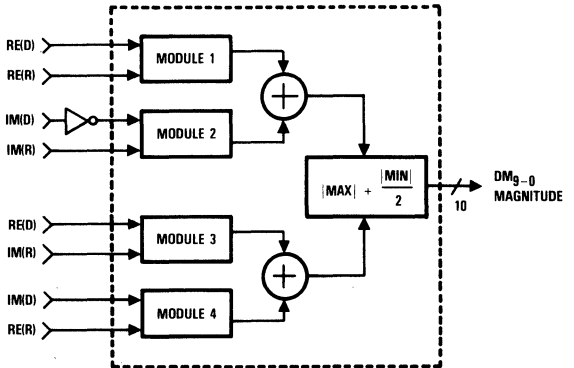 RE(D)
RE(R)
MODULE 1
IM(D)
IM(R)
MODULE 2
|MAX| + |MIN|/2
DM9–0
MAGNITUDE
10
RE(D)
IM(R)
MODULE 3
IM(D)
RE(R)
MODULE 4